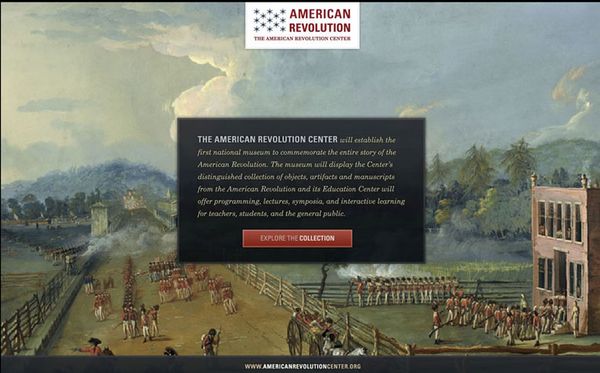 AMERICAN
REVOLUTION
THE AMERICAN REVOLUTION CENTER
THE AMERICAN REVOLUTION CENTER will establish the
first national museum to commemorate the entire story of the
American Revolution. The museum will display the Center's
distinguished collection of objects, artifacts and manuscripts
from the American Revolution and its Education Center will
offer programming, lectures, symposia, and interactive learning
for teachers, students, and the general public.
EXPLORE THE COLLECTION
WWW.AMERICANREVOLUTIONCENTER.ORG